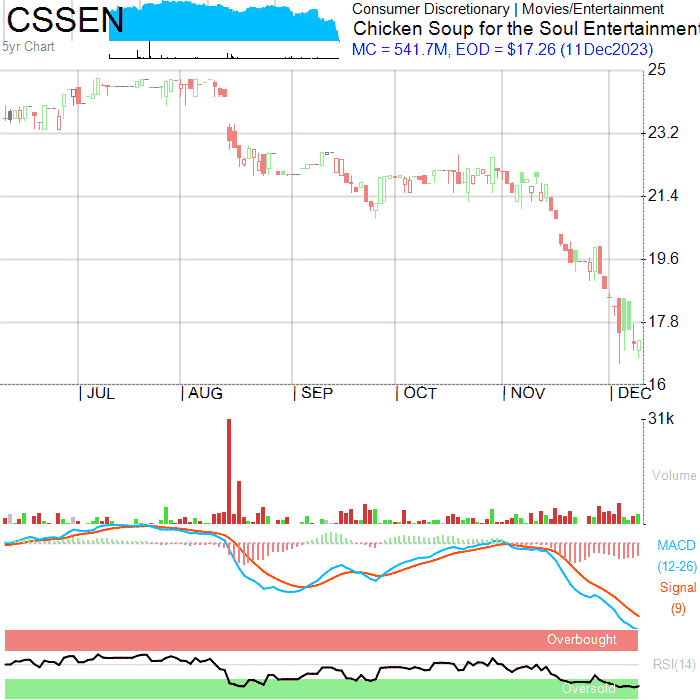 CSSEN
Consumer Discretionary | Movies/Entertainment
Chicken Soup for the Soul Entertainment
5yr Chart
MC = 541.7M, EOD = $17.26 (11Dec2023)
25
23.2
21.4
19.6
17.8
16
| JUL | AUG | SEP | OCT | NOV | DEC
31k
Volume
MACD
(12-26)
Signal
(9)
Overbought
RSI(14)
Oversold